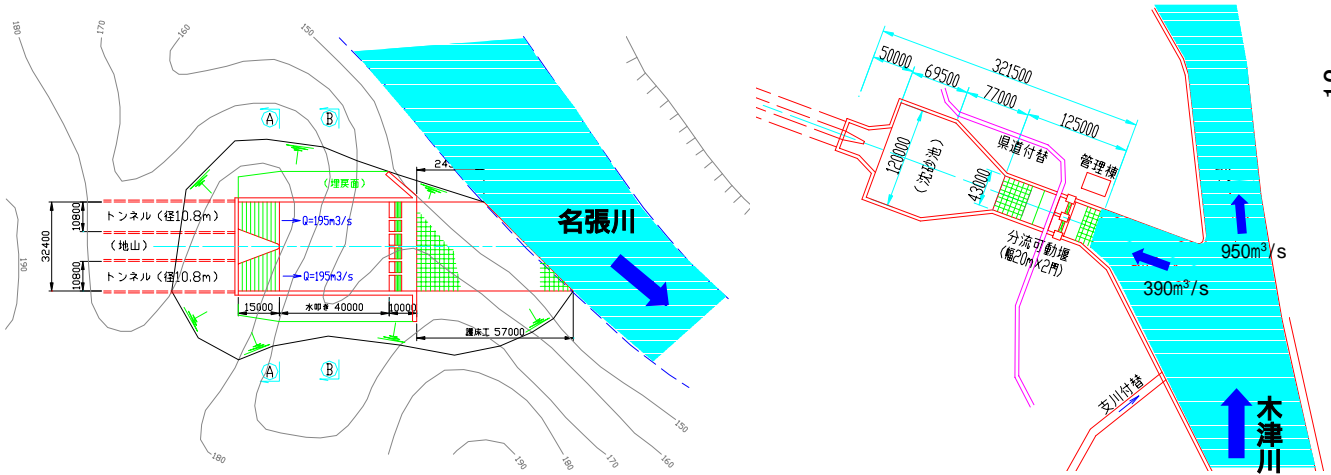 180
170
160
150
A
B
24
(埋戻面)
トンネル (径10.8m)
Q=195m3/s
(地山)
トンネル (径10.8m)
Q=195m3/s
10800
32400
10800
190
15000
水叩き 40000
10000
護床工 57000
名張川
A
B
180
190
180
170
160
150
321500
50000
69500
77000
125000
120000
(沈砂池)
43000
県道付替
管理棟
分流可動堰
(幅20m×2門)
390m³/s
950m³/s
支川付替
木津川